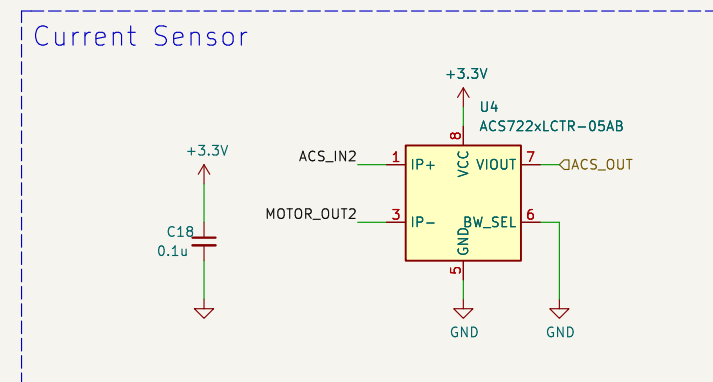 Current Sensor
+3.3V
U4
ACS722xLCTR-05AB
8
VCC
+3.3V
ACS_IN2
1
IP+
VIOUT
7
ACS_OUT
MOTOR_OUT2
3
IP-
BW_SEL
6
GND
5
C18
0.1u
GND
GND